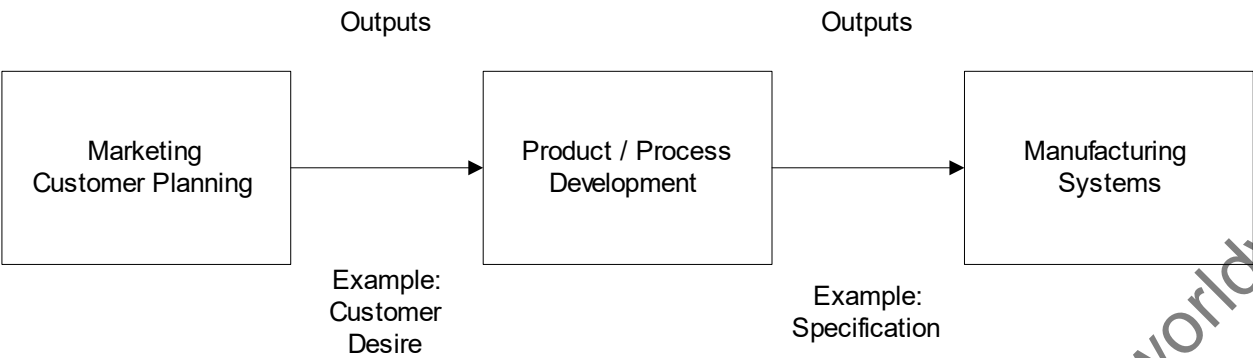 Outputs
Outputs
Marketing
Customer Planning
Product / Process
Development
Manufacturing
Systems
Example:
Customer
Desire
Example:
Specification